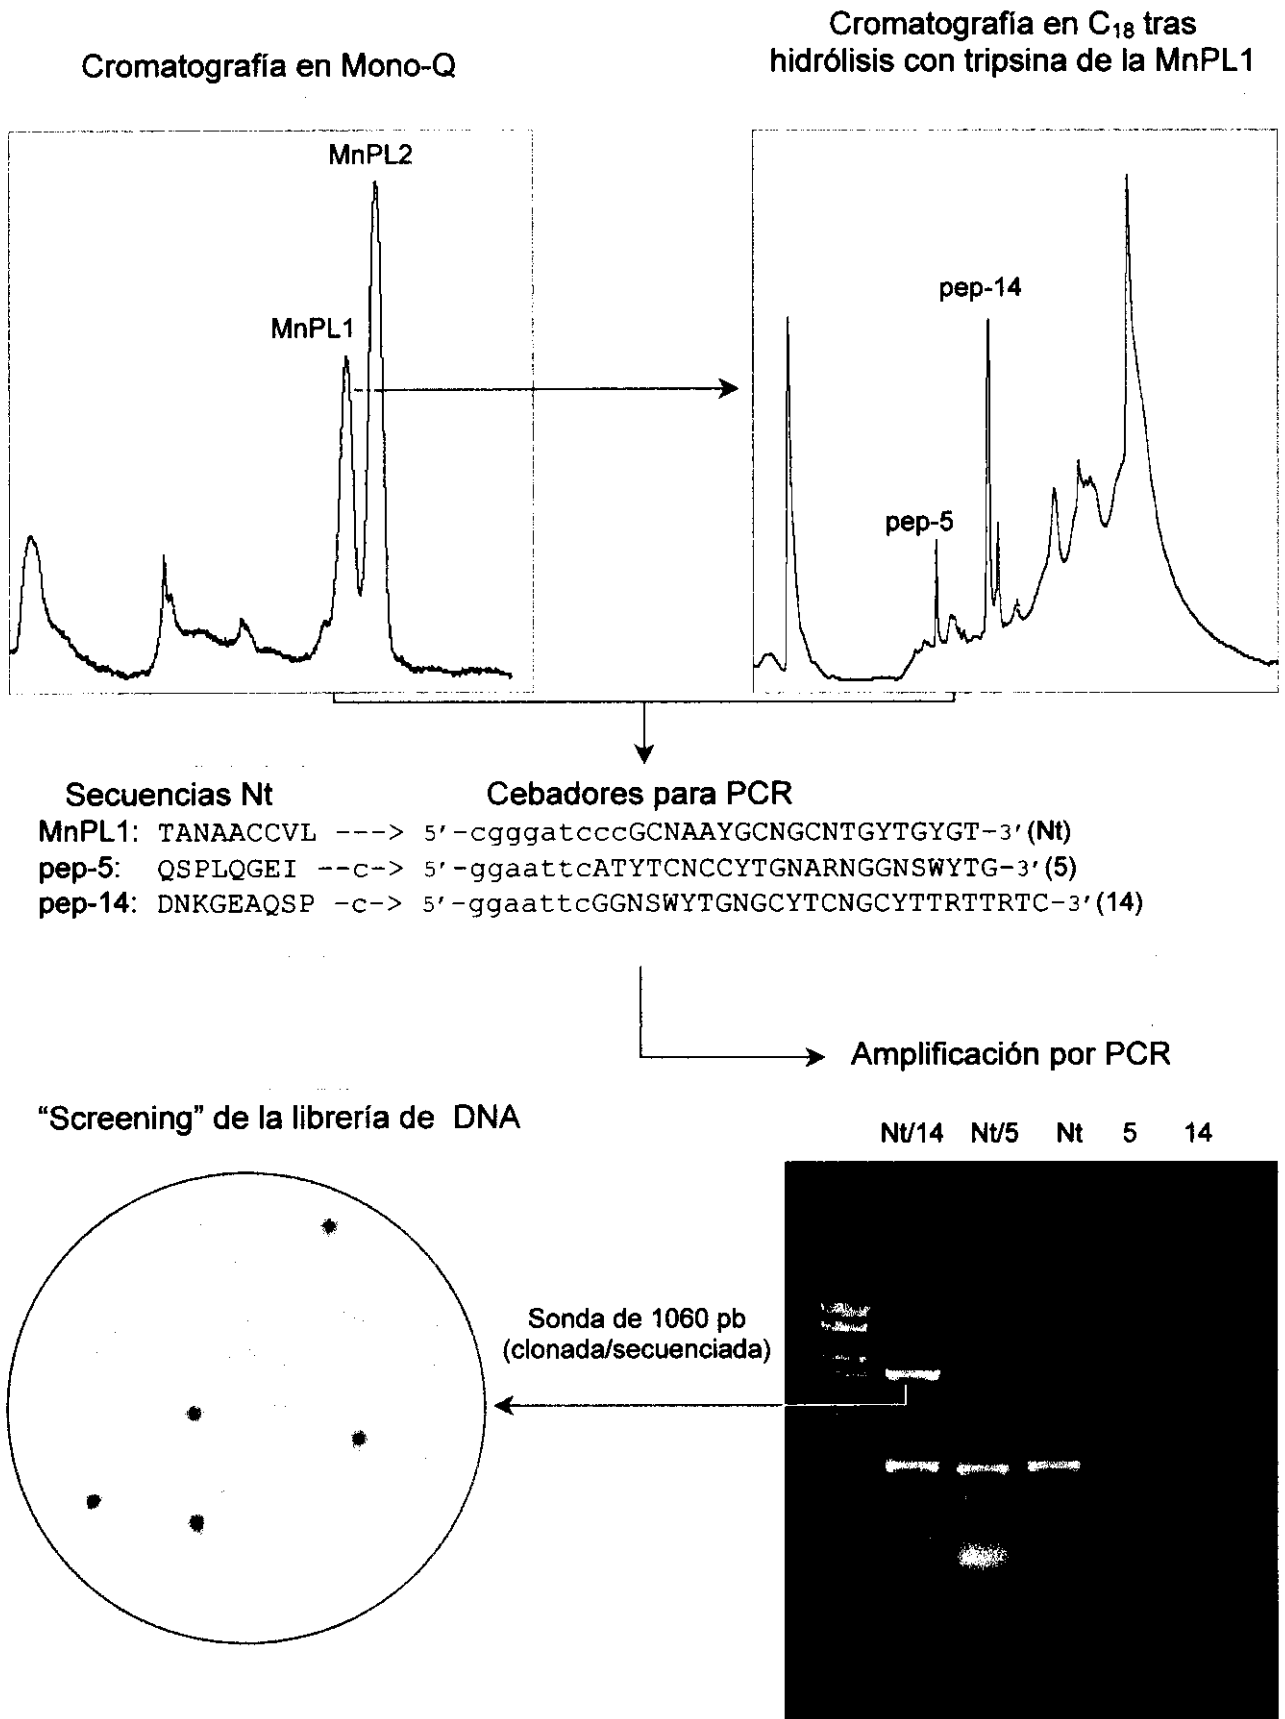 Cromatografía en Mono-Q
Cromatografía en C18 tras
hidrólisis con tripsina de la MnPL1
MnPL2
MnPL1
pep-14
pep-5
Secuencias Nt
Cebadores para PCR
MnPL1: TANAACCVL ---> 5'-cgggatcccGCNAAYGCNGCNTGYTGYGT-3'(Nt)
pep-5: QSPLQGEI --c-> 5'-ggaattcATYTCNCCYTGNARNGGNSWYTG-3'(5)
pep-14: DNKGEAQSP -c-> 5'-ggaattcGGNSWYTGNGCYTCNGCYTTRTTRTC-3'(14)
Amplificación por PCR
"Screening" de la librería de DNA
Nt/14 Nt/5 Nt 5 14
Sonda de 1060 pb
(clonada/secuenciada)